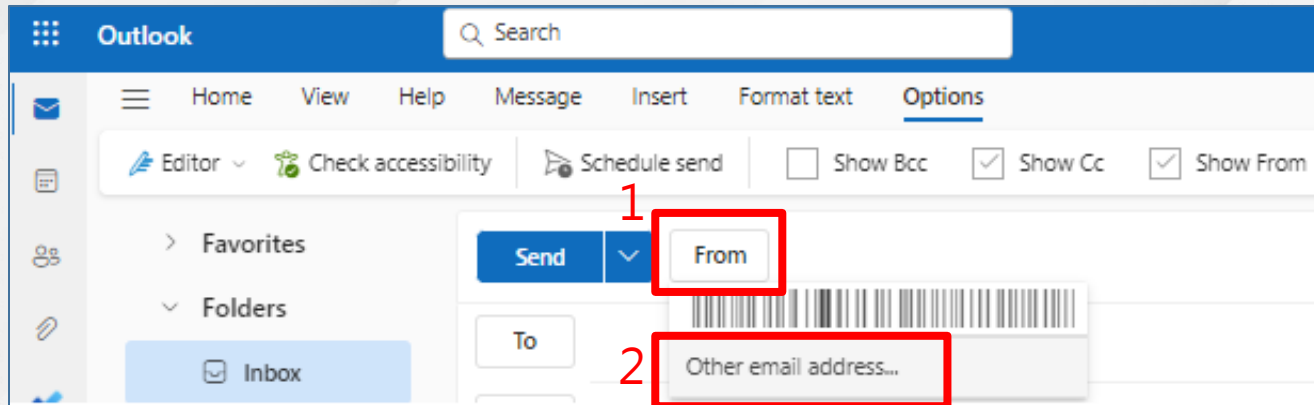 Outlook
Search
Home View Help Message Insert Format text Options
Editor Check accessibility Schedule send Show Bcc Show Cc Show From
1
Favorites
Send From
Folders
To
2 Other email address...
Inbox